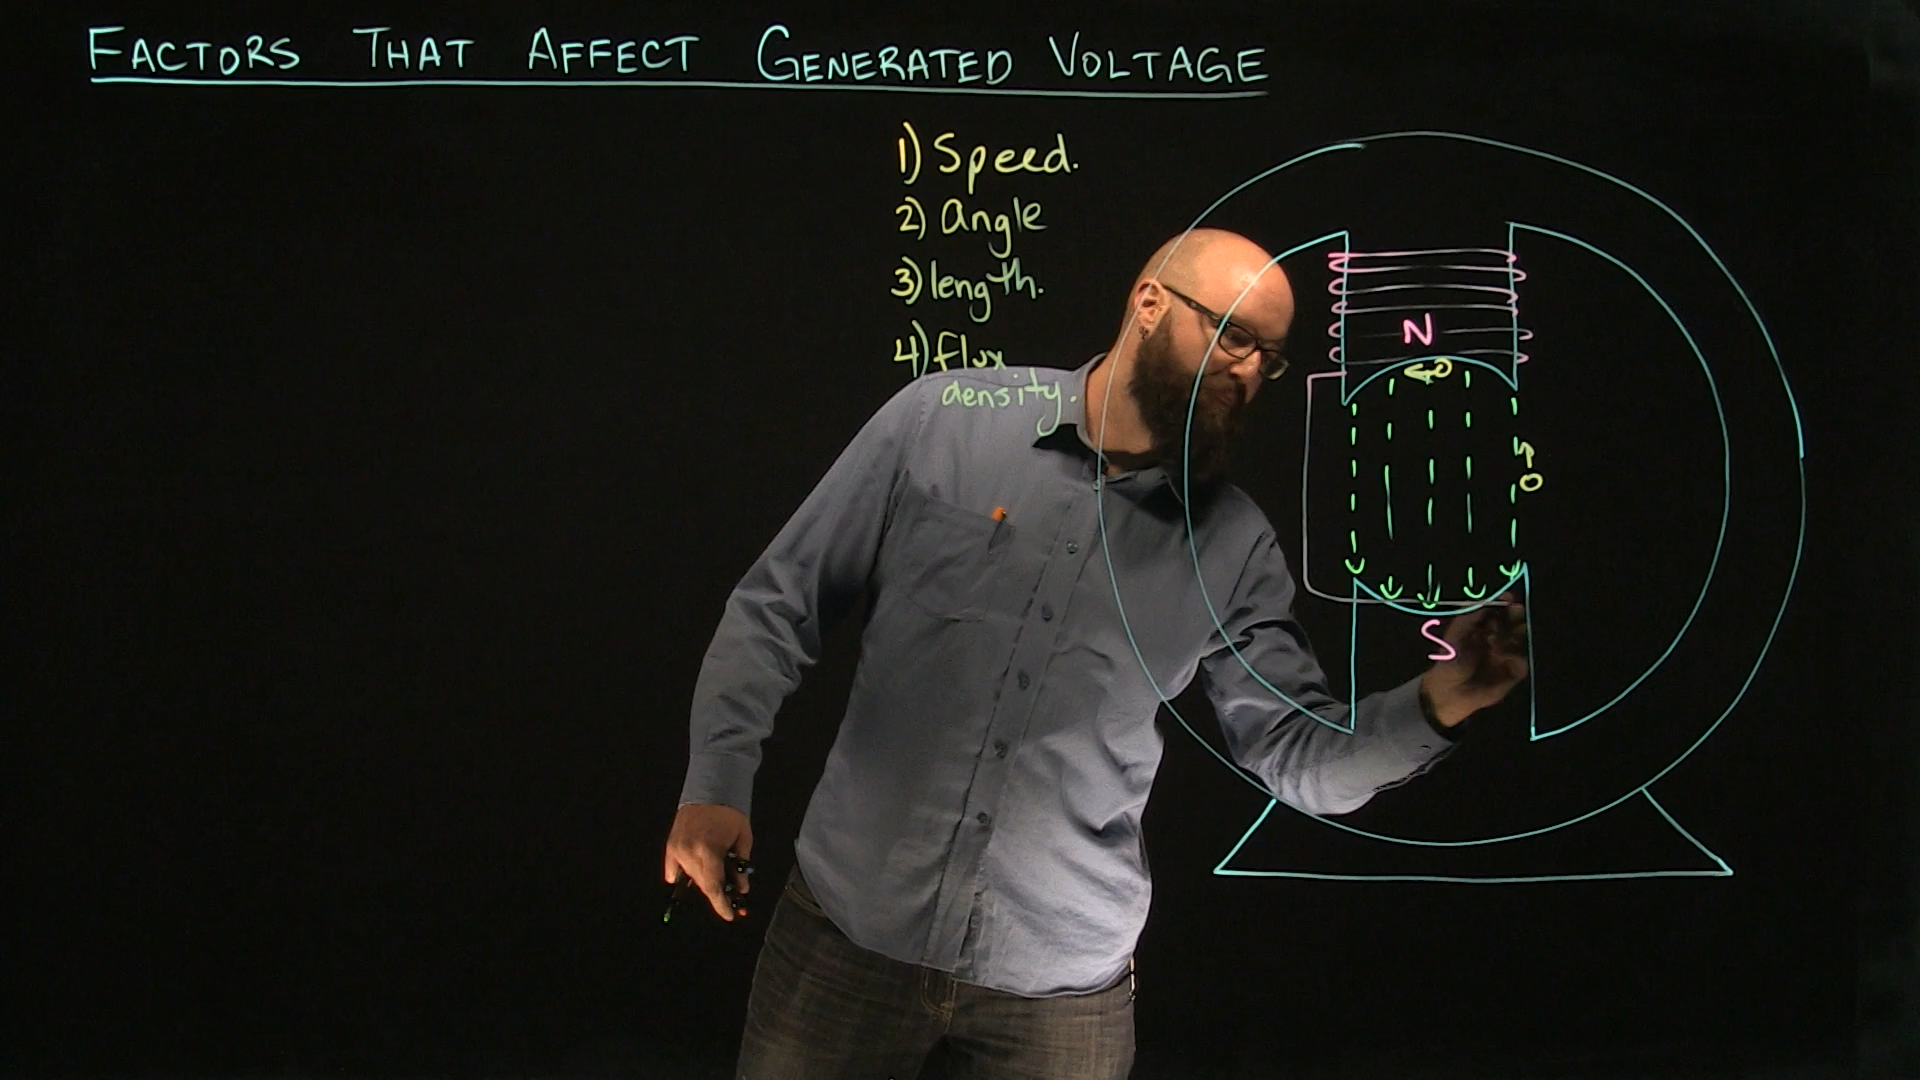 FACTORS THAT AFFECT GENERATED VOLTAGE
1) Speed.
2) Angle
3) length.
4) flux
density.
N
S